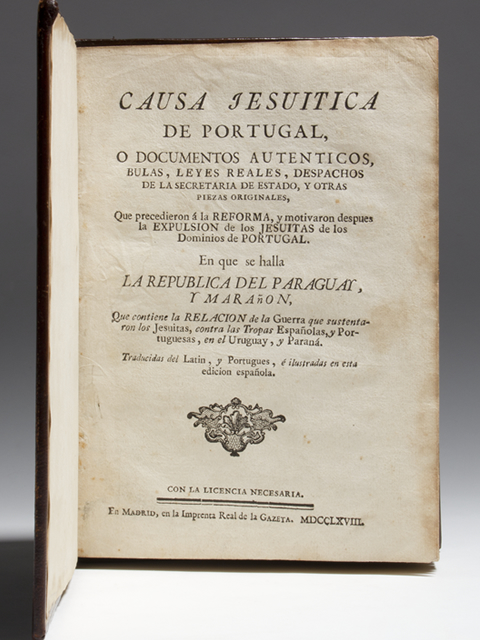 CAUSA JESUITICA
DE PORTUGAL,
O DOCUMENTOS AUTENTICOS,
BULAS, LEYES REALES, DESPACHOS
DE LA SECRETARIA DE ESTADO, Y OTRAS
PIEZAS ORIGINALES,
Que precedieron á la REFORMA, y motivaron despues
la EXPULSION de los JESUITAS de los
Dominios de PORTUGAL.
En que se halla
LA REPUBLICA DEL PARAGUAY,
Y MARAñON,
Que contiene la RELACION de la Guerra que sustenta-
ron los Jesuitas, contra las Tropas Españolas, y Por-
tuguesas, en el Uruguay, y Paraná.
Traducidas del Latin, y Portugues, é ilustradas en esta
edicion española.
CON LA LICENCIA NECESARIA.
En MADRID, en la Imprenta Real de la GAZETA. MDCCLXVIII.